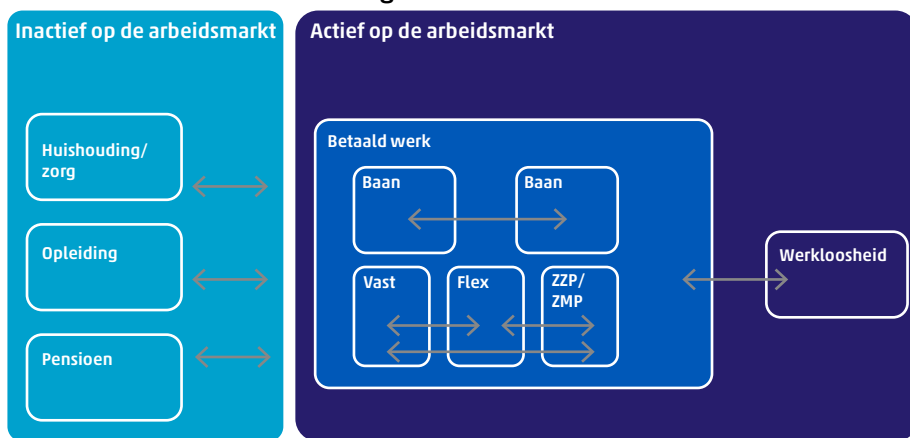 Inactief op de arbeidsmarkt
Huishouding/
zorg
Opleiding
Pensioen
Actief op de arbeidsmarkt
Betaald werk
Baan
Baan
Vast
Flex
ZZP/
ZMP
Werkloosheid